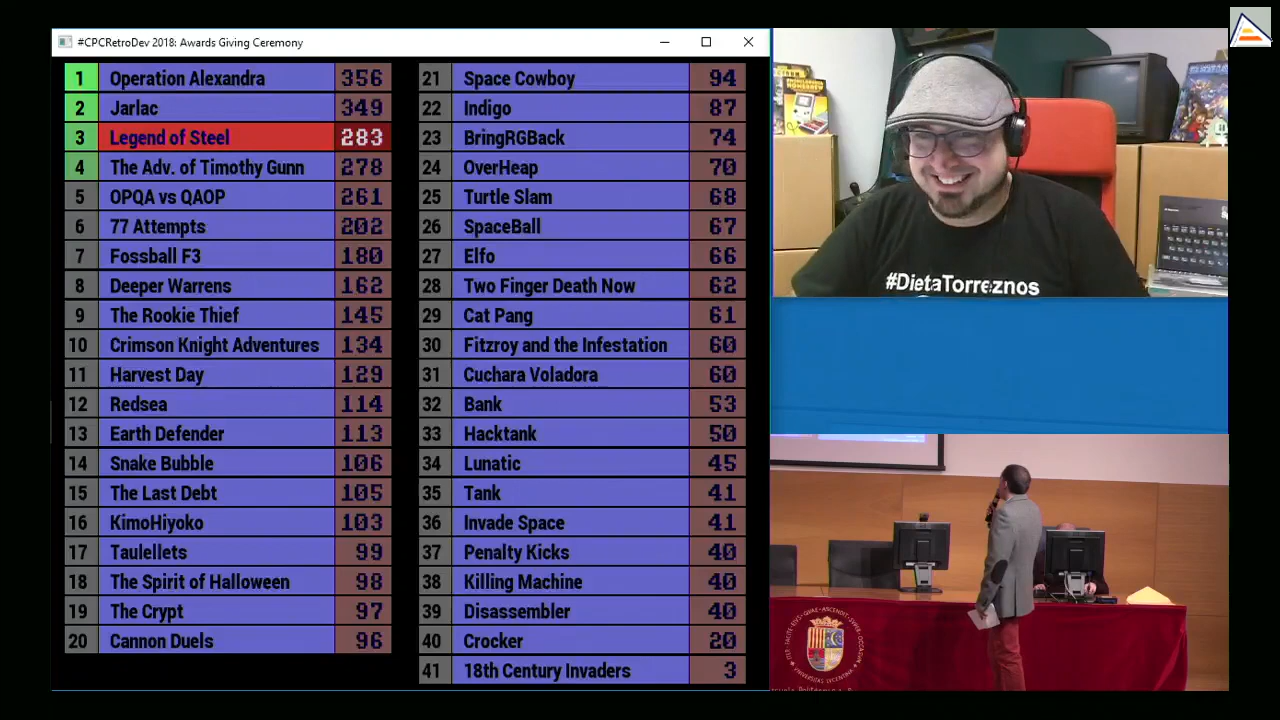 #CPCRetroDev 2018: Awards Giving Ceremony
1 Operation Alexandra 356
2 Jarlac 349
3 Legend of Steel 283
4 The Adv. of Timothy Gunn 278
5 OPQA vs QAOP 261
6 77 Attempts 202
7 Fossball F3 180
8 Deeper Warrens 162
9 The Rookie Thief 145
10 Crimson Knight Adventures 134
11 Harvest Day 129
12 Redsea 114
13 Earth Defender 113
14 Snake Bubble 106
15 The Last Debt 105
16 KimoHiyoko 103
17 Taulellets 99
18 The Spirit of Halloween 98
19 The Crypt 97
20 Cannon Duels 96
21 Space Cowboy 94
22 Indigo 87
23 BringRGBack 74
24 OverHeap 70
25 Turtle Slam 68
26 SpaceBall 67
27 Elfo 66
28 Two Finger Death Now 62
29 Cat Pang 61
30 Fitzroy and the Infestation 60
31 Cuchara Voladora 60
32 Bank 53
33 Hacktank 50
34 Lunatic 45
35 Tank 41
36 Invade Space 41
37 Penalty Kicks 40
38 Killing Machine 40
39 Disassembler 40
40 Crocker 20
41 18th Century Invaders 3
#DietaTorreznos